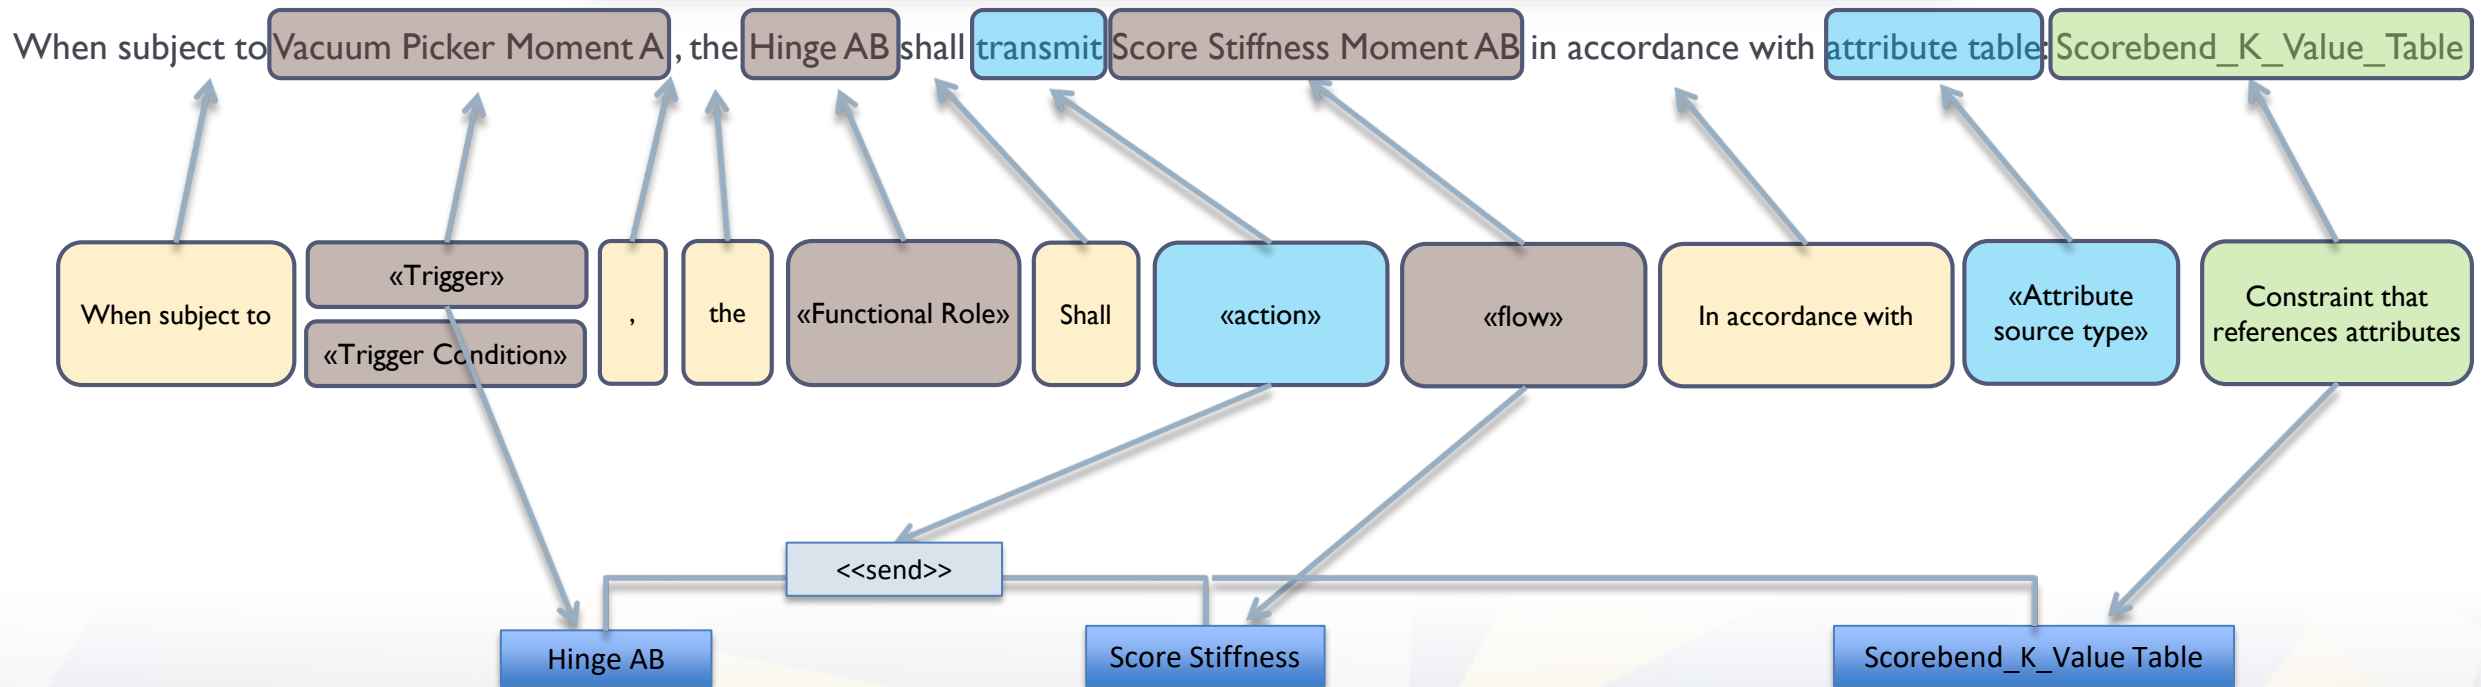 When subject to Vacuum Picker Moment A , the Hinge AB shall transmit Score Stiffness Moment AB in accordance with attribute table: Scorebend_K_Value_Table
When subject to
«Trigger»
«Trigger Condition»
,
the
«Functional Role»
Shall
«action»
«flow»
In accordance with
«Attribute
source type»
Constraint that
references attributes
<<send>>
Hinge AB
Score Stiffness
Scorebend_K_Value Table